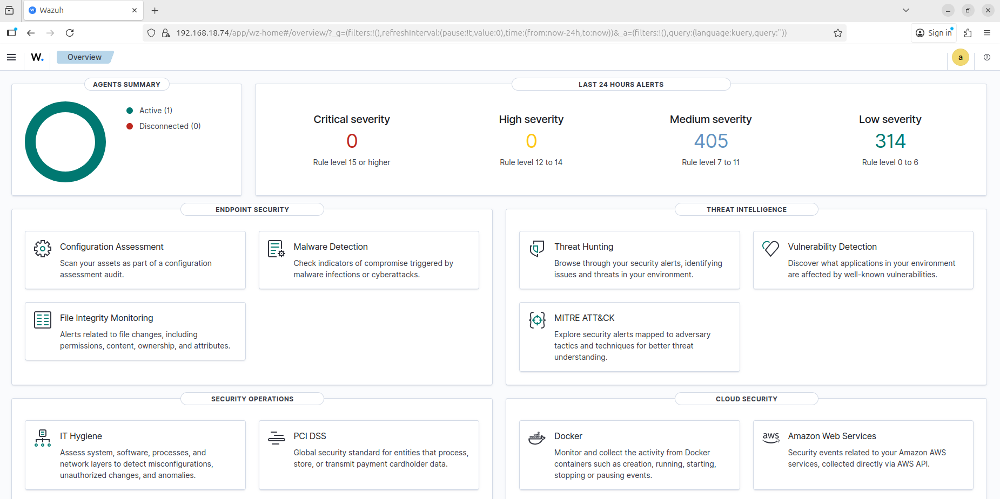 Wazuh
192.168.18.74/app/wz-home#/overview/?_g=(filters:!(),refreshInterval:(pause:!t,value:0),time:(from:now-24h,to:now))&_a=(filters:!(),query:(language:kuery,query:''))
Sign in
W.
Overview
a
AGENTS SUMMARY
Active (1)
Disconnected (0)
LAST 24 HOURS ALERTS
Critical severity
0
Rule level 15 or higher
High severity
0
Rule level 12 to 14
Medium severity
405
Rule level 7 to 11
Low severity
314
Rule level 0 to 6
ENDPOINT SECURITY
Configuration Assessment
Scan your assets as part of a configuration
assessment audit.
Malware Detection
Check indicators of compromise triggered by
malware infections or cyberattacks.
File Integrity Monitoring
Alerts related to file changes, including
permissions, content, ownership, and attributes.
THREAT INTELLIGENCE
Threat Hunting
Browse through your security alerts, identifying
issues and threats in your environment.
Vulnerability Detection
Discover what applications in your environment
are affected by well-known vulnerabilities.
MITRE ATT&CK
Explore security alerts mapped to adversary
tactics and techniques for better threat
understanding.
SECURITY OPERATIONS
IT Hygiene
Assess system, software, processes, and
network layers to detect misconfigurations,
unauthorized changes, and anomalies.
PCI DSS
Global security standard for entities that process,
store, or transmit payment cardholder data.
CLOUD SECURITY
Docker
Monitor and collect the activity from Docker
containers such as creation, running, starting,
stopping or pausing events.
aws
Amazon Web Services
Security events related to your Amazon AWS
services, collected directly via AWS API.